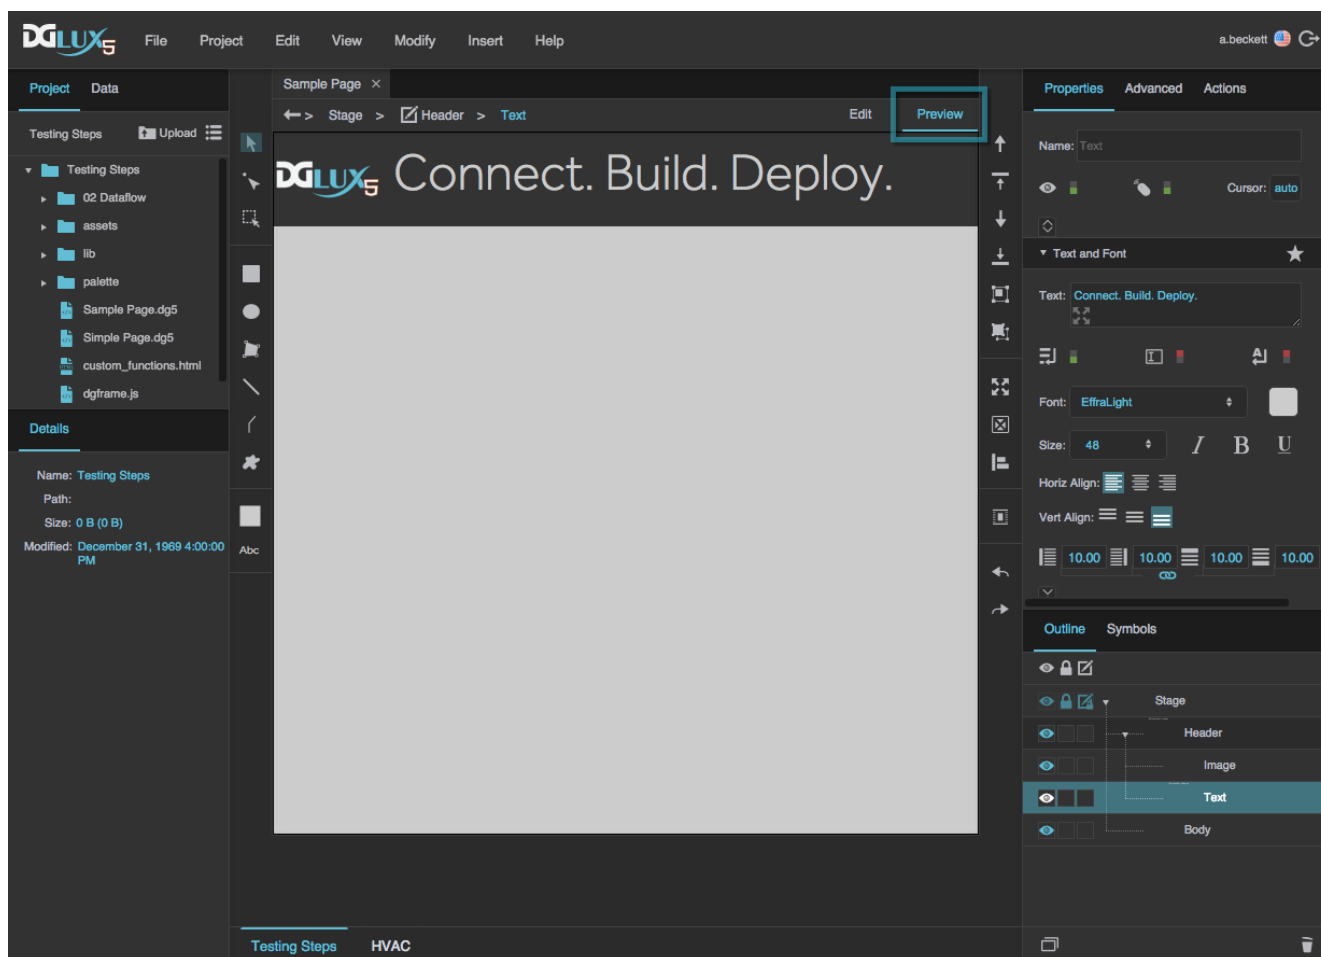 DGLUX5 File Project Edit View Modify Insert Help a.beckett
Project Data
Testing Steps Upload
Testing Steps
02 Dataflow
assets
lib
palette
Sample Page.dg5
Simple Page.dg5
custom_functions.html
dgframe.js
Details
Name: Testing Steps
Path:
Size: 0 B (0 B)
Modified: December 31, 1969 4:00:00
PM
Abc
Sample Page ×
> Stage > Header > Text Edit Preview
DGLUX5 Connect. Build. Deploy.
Testing Steps HVAC
Properties Advanced Actions
Name: Text
Cursor: auto
Text and Font
Text: Connect. Build. Deploy.
Font: EffraLight
Size: 48 I B U
Horiz Align:
Vert Align:
10.00 10.00 10.00 10.00
Outline Symbols
Stage
Header
Image
Text
Body